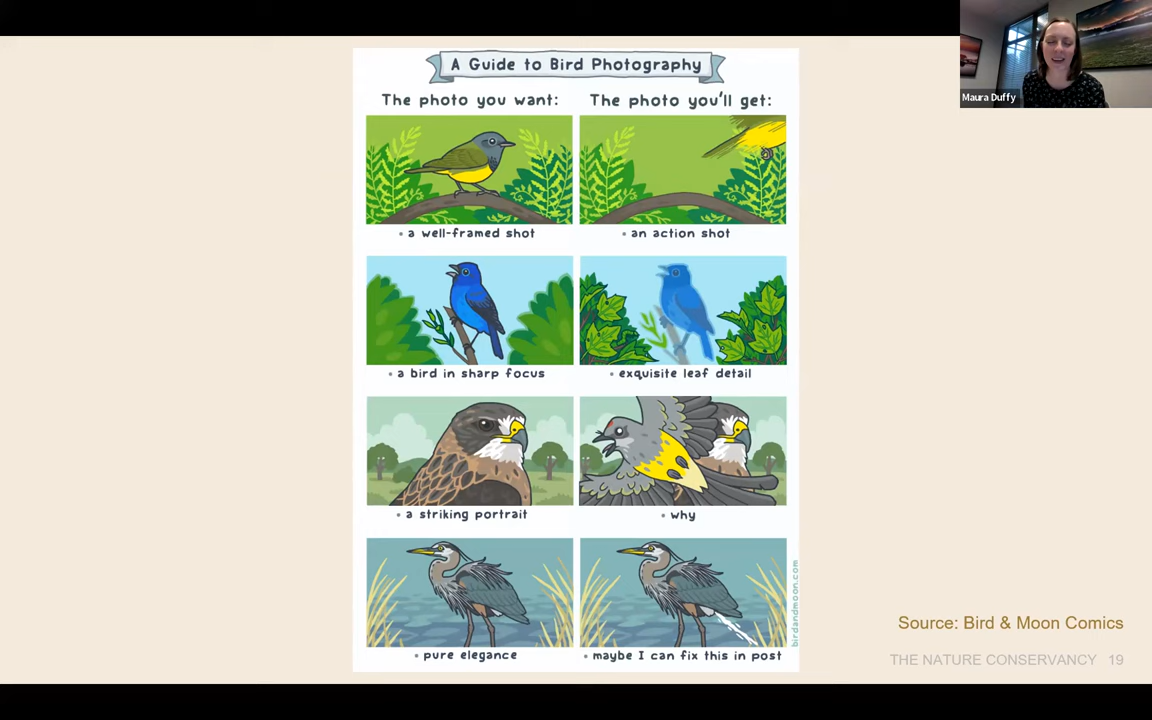 Maura Duffy
A Guide to Bird Photography
The photo you want:
The photo you'll get:
• a well-framed shot
• an action shot
• a bird in sharp focus
• exquisite leaf detail
• a striking portrait
• why
• pure elegance
• maybe I can fix this in post
birdandmoon.com
Source: Bird & Moon Comics
THE NATURE CONSERVANCY 19